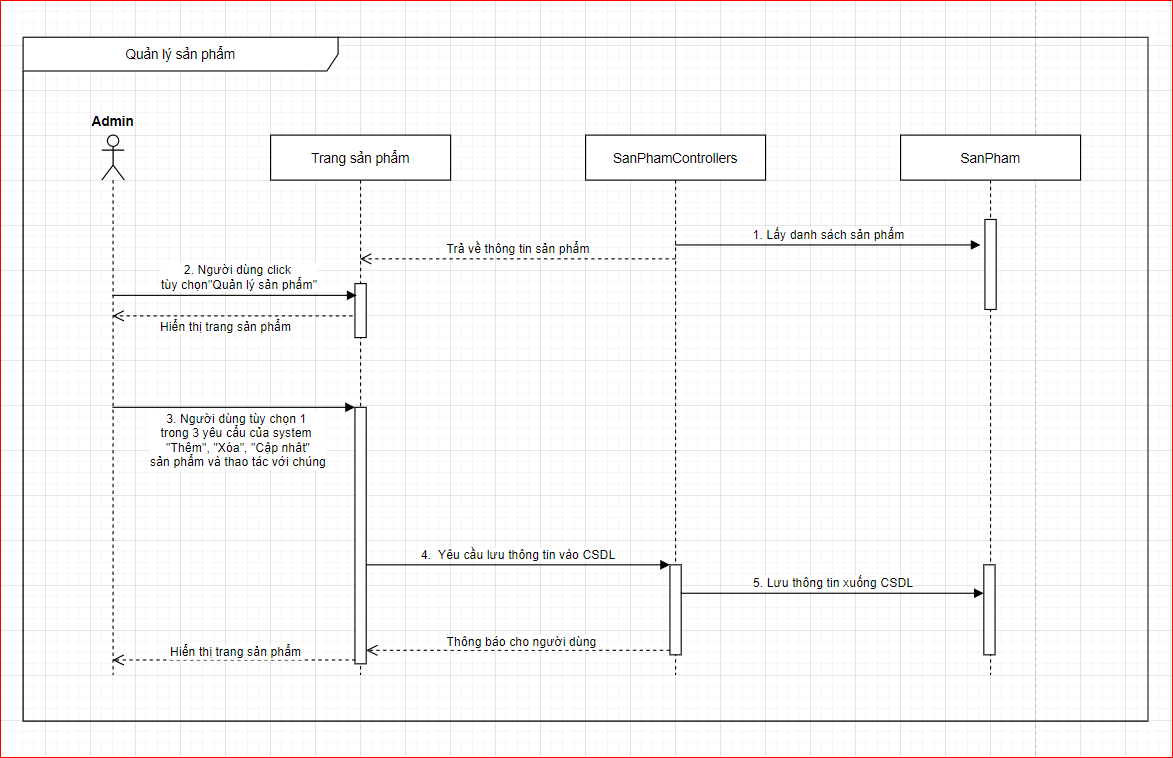 Quản lý sản phẩm
Admin
Trang sản phẩm
SanPhamControllers
SanPham
1. Lấy danh sách sản phẩm
Trả về thông tin sản phẩm
2. Người dùng click
tùy chọn"Quản lý sản phẩm"
Hiển thị trang sản phẩm
3. Người dùng tùy chọn 1
trong 3 yêu cầu của system
"Thêm", "Xóa", "Cập nhât"
sản phẩm và thao tác với chúng
4. Yêu cầu lưu thông tin vào CSDL
5. Lưu thông tin xuống CSDL
Thông báo cho người dùng
Hiển thị trang sản phẩm